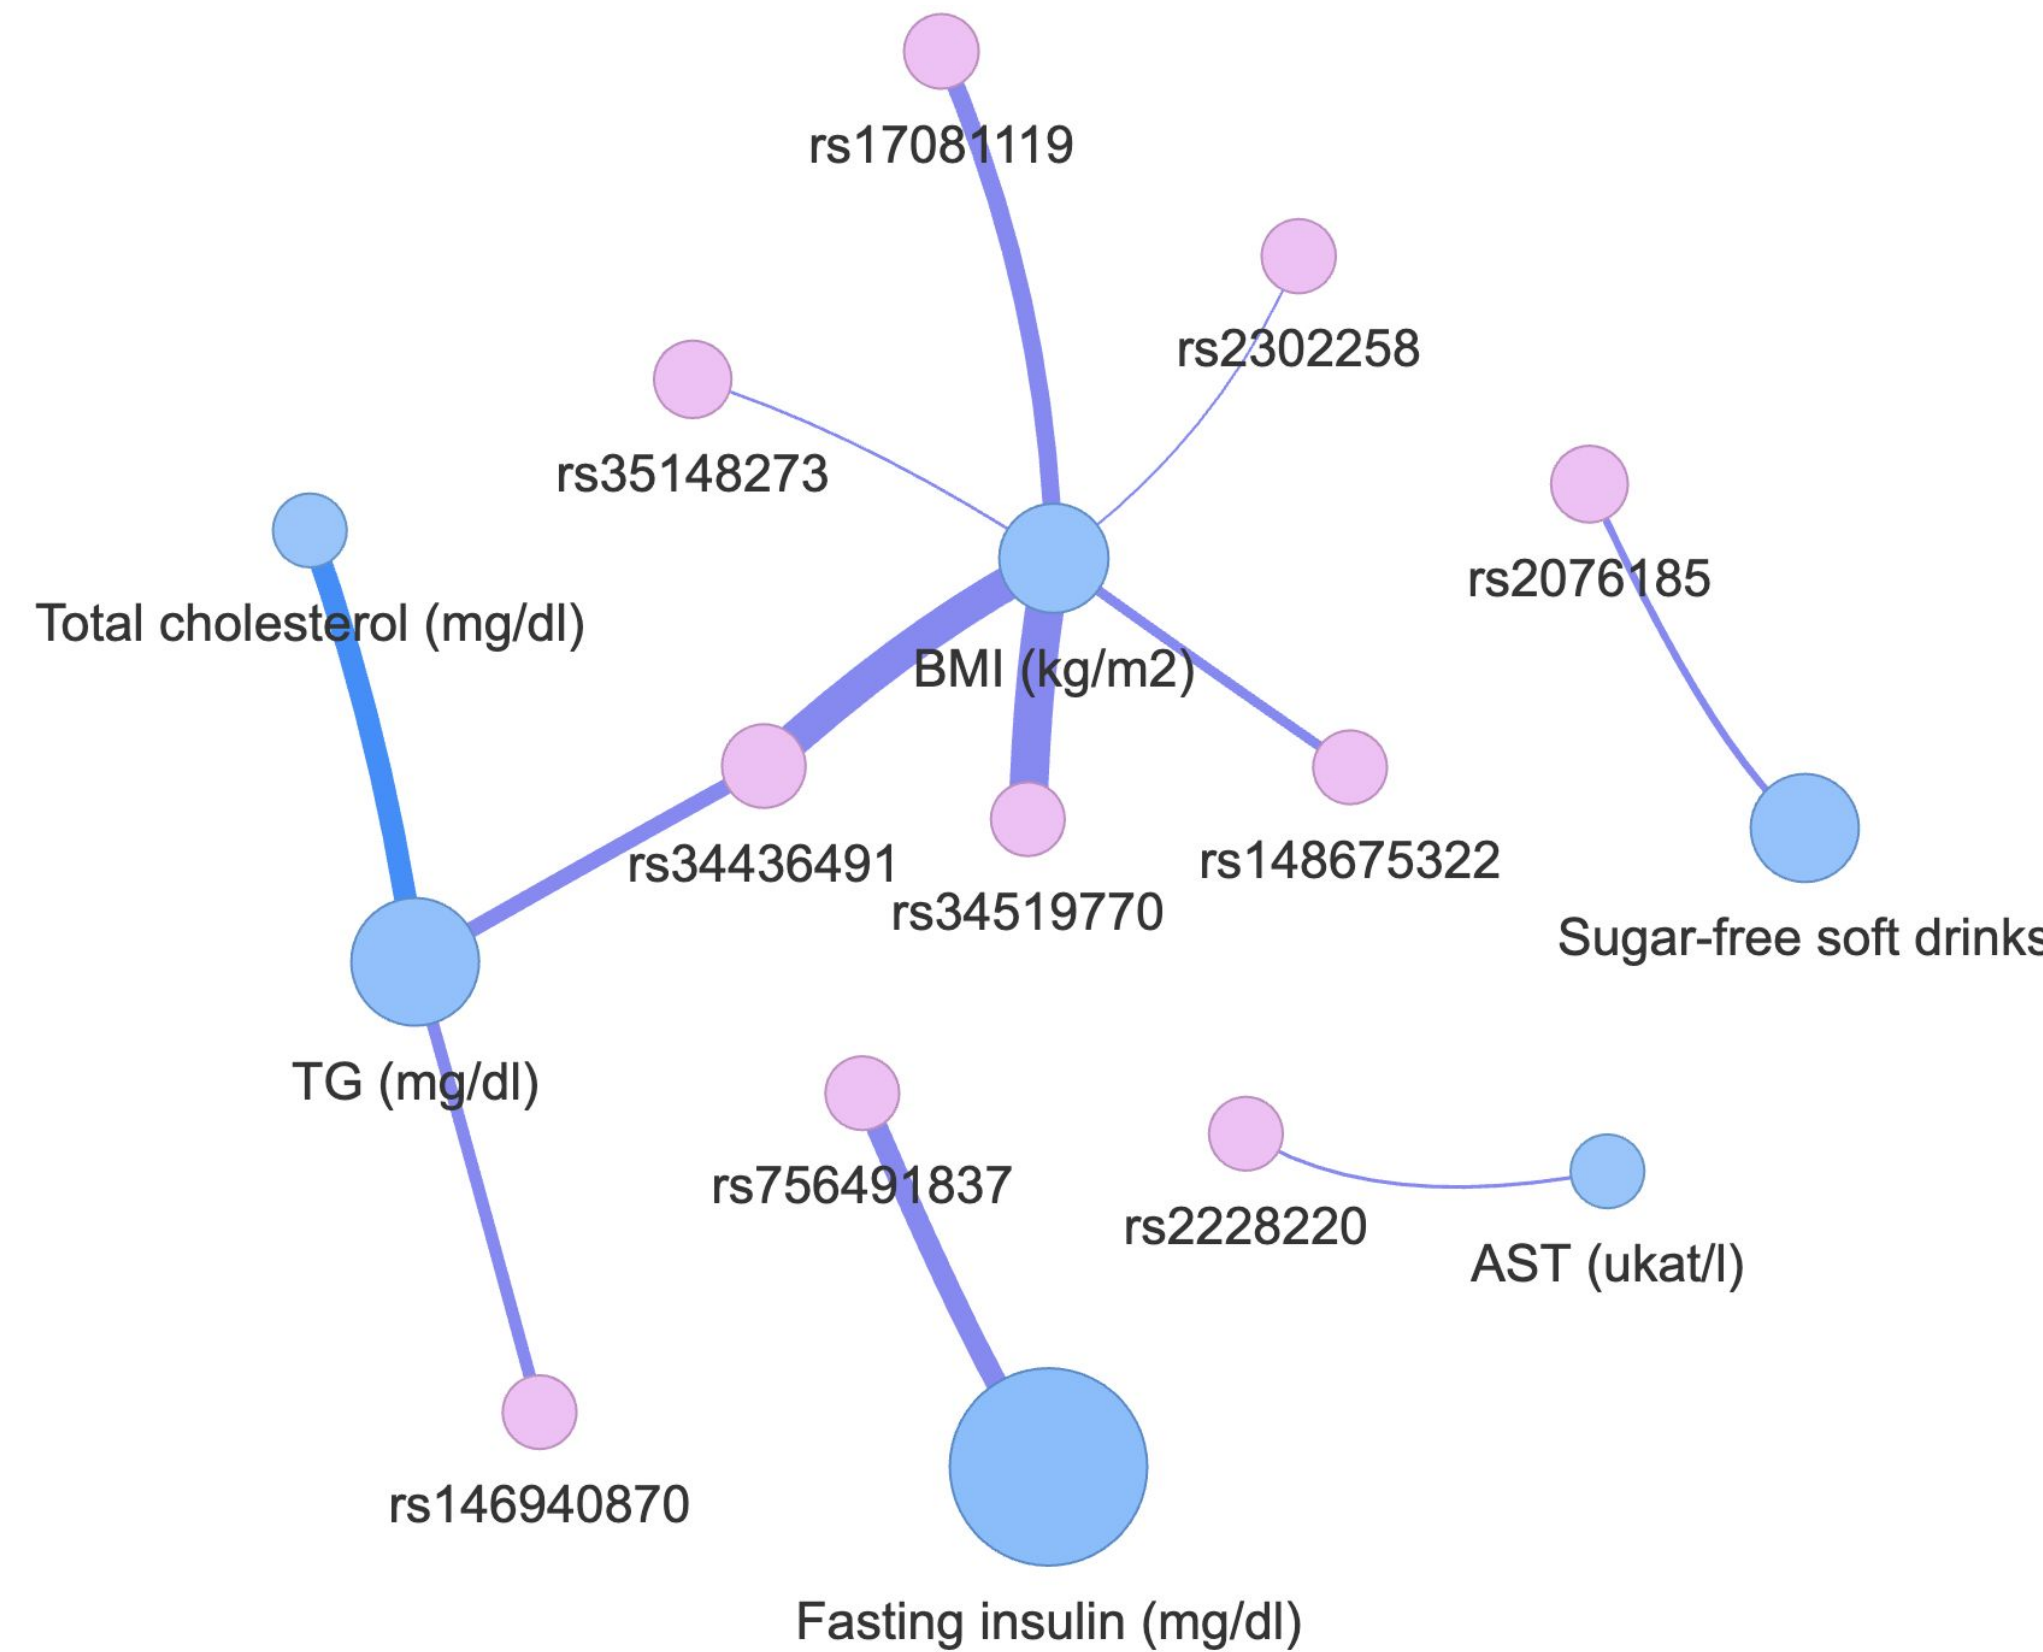 rs17081119
rs2302258
rs35148273
rs2076185
Total cholesterol (mg/dl)
BMI (kg/m2)
rs34436491
rs148675322
rs34519770
Sugar-free soft drinks
TG (mg/dl)
rs756491837
rs2228220
AST (ukat/l)
rs146940870
Fasting insulin (mg/dl)